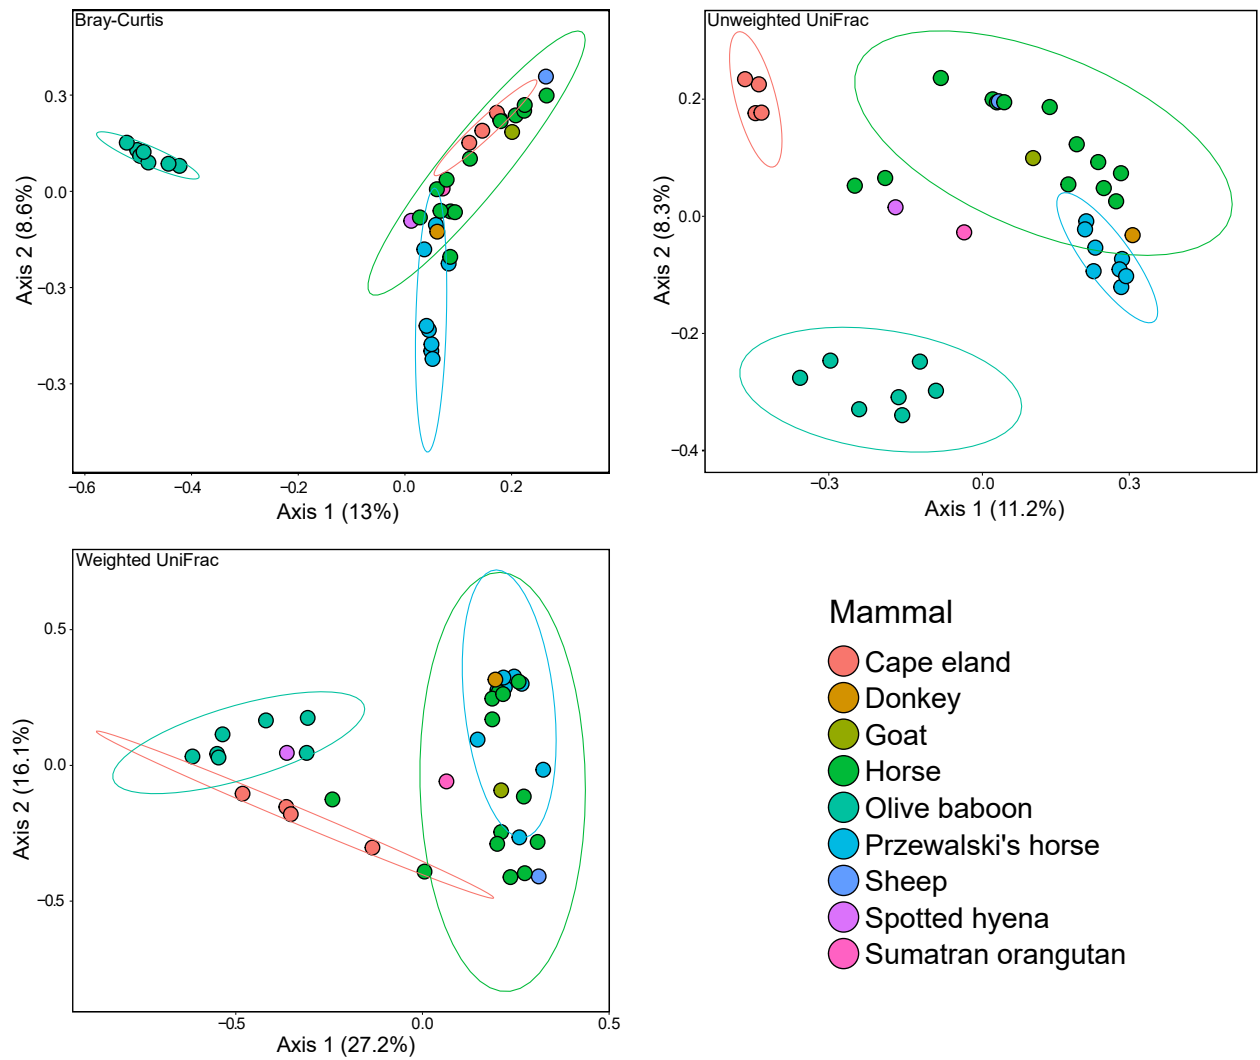 Bray-Curtis
0.3
0.0
−0.3
−0.3
Axis 2 (8.6%)
−0.6
−0.4
−0.2
0.0
0.2
Axis 1 (13%)
Unweighted UniFrac
0.2
0.0
−0.2
−0.4
Axis 2 (8.3%)
−0.3
0.0
0.3
Axis 1 (11.2%)
Weighted UniFrac
0.5
0.0
−0.5
Axis 2 (16.1%)
−0.5
0.0
0.5
Axis 1 (27.2%)
Mammal
Cape eland
Donkey
Goat
Horse
Olive baboon
Przewalski's horse
Sheep
Spotted hyena
Sumatran orangutan